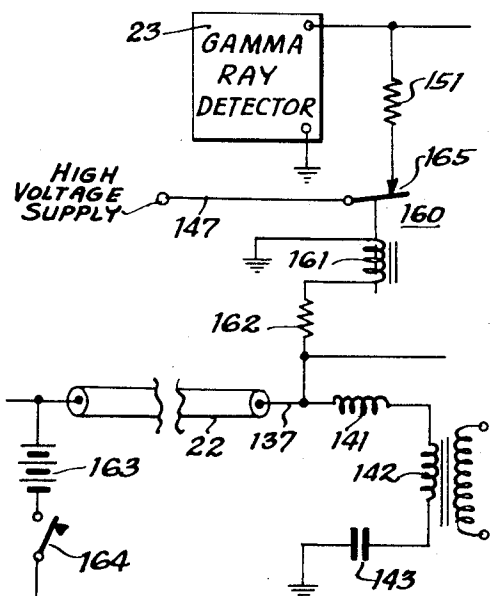 23
GAMMA
RAY
DETECTOR
151
165
HIGH
VOLTAGE
SUPPLY
147
160
161
162
22
137
141
142
163
164
143